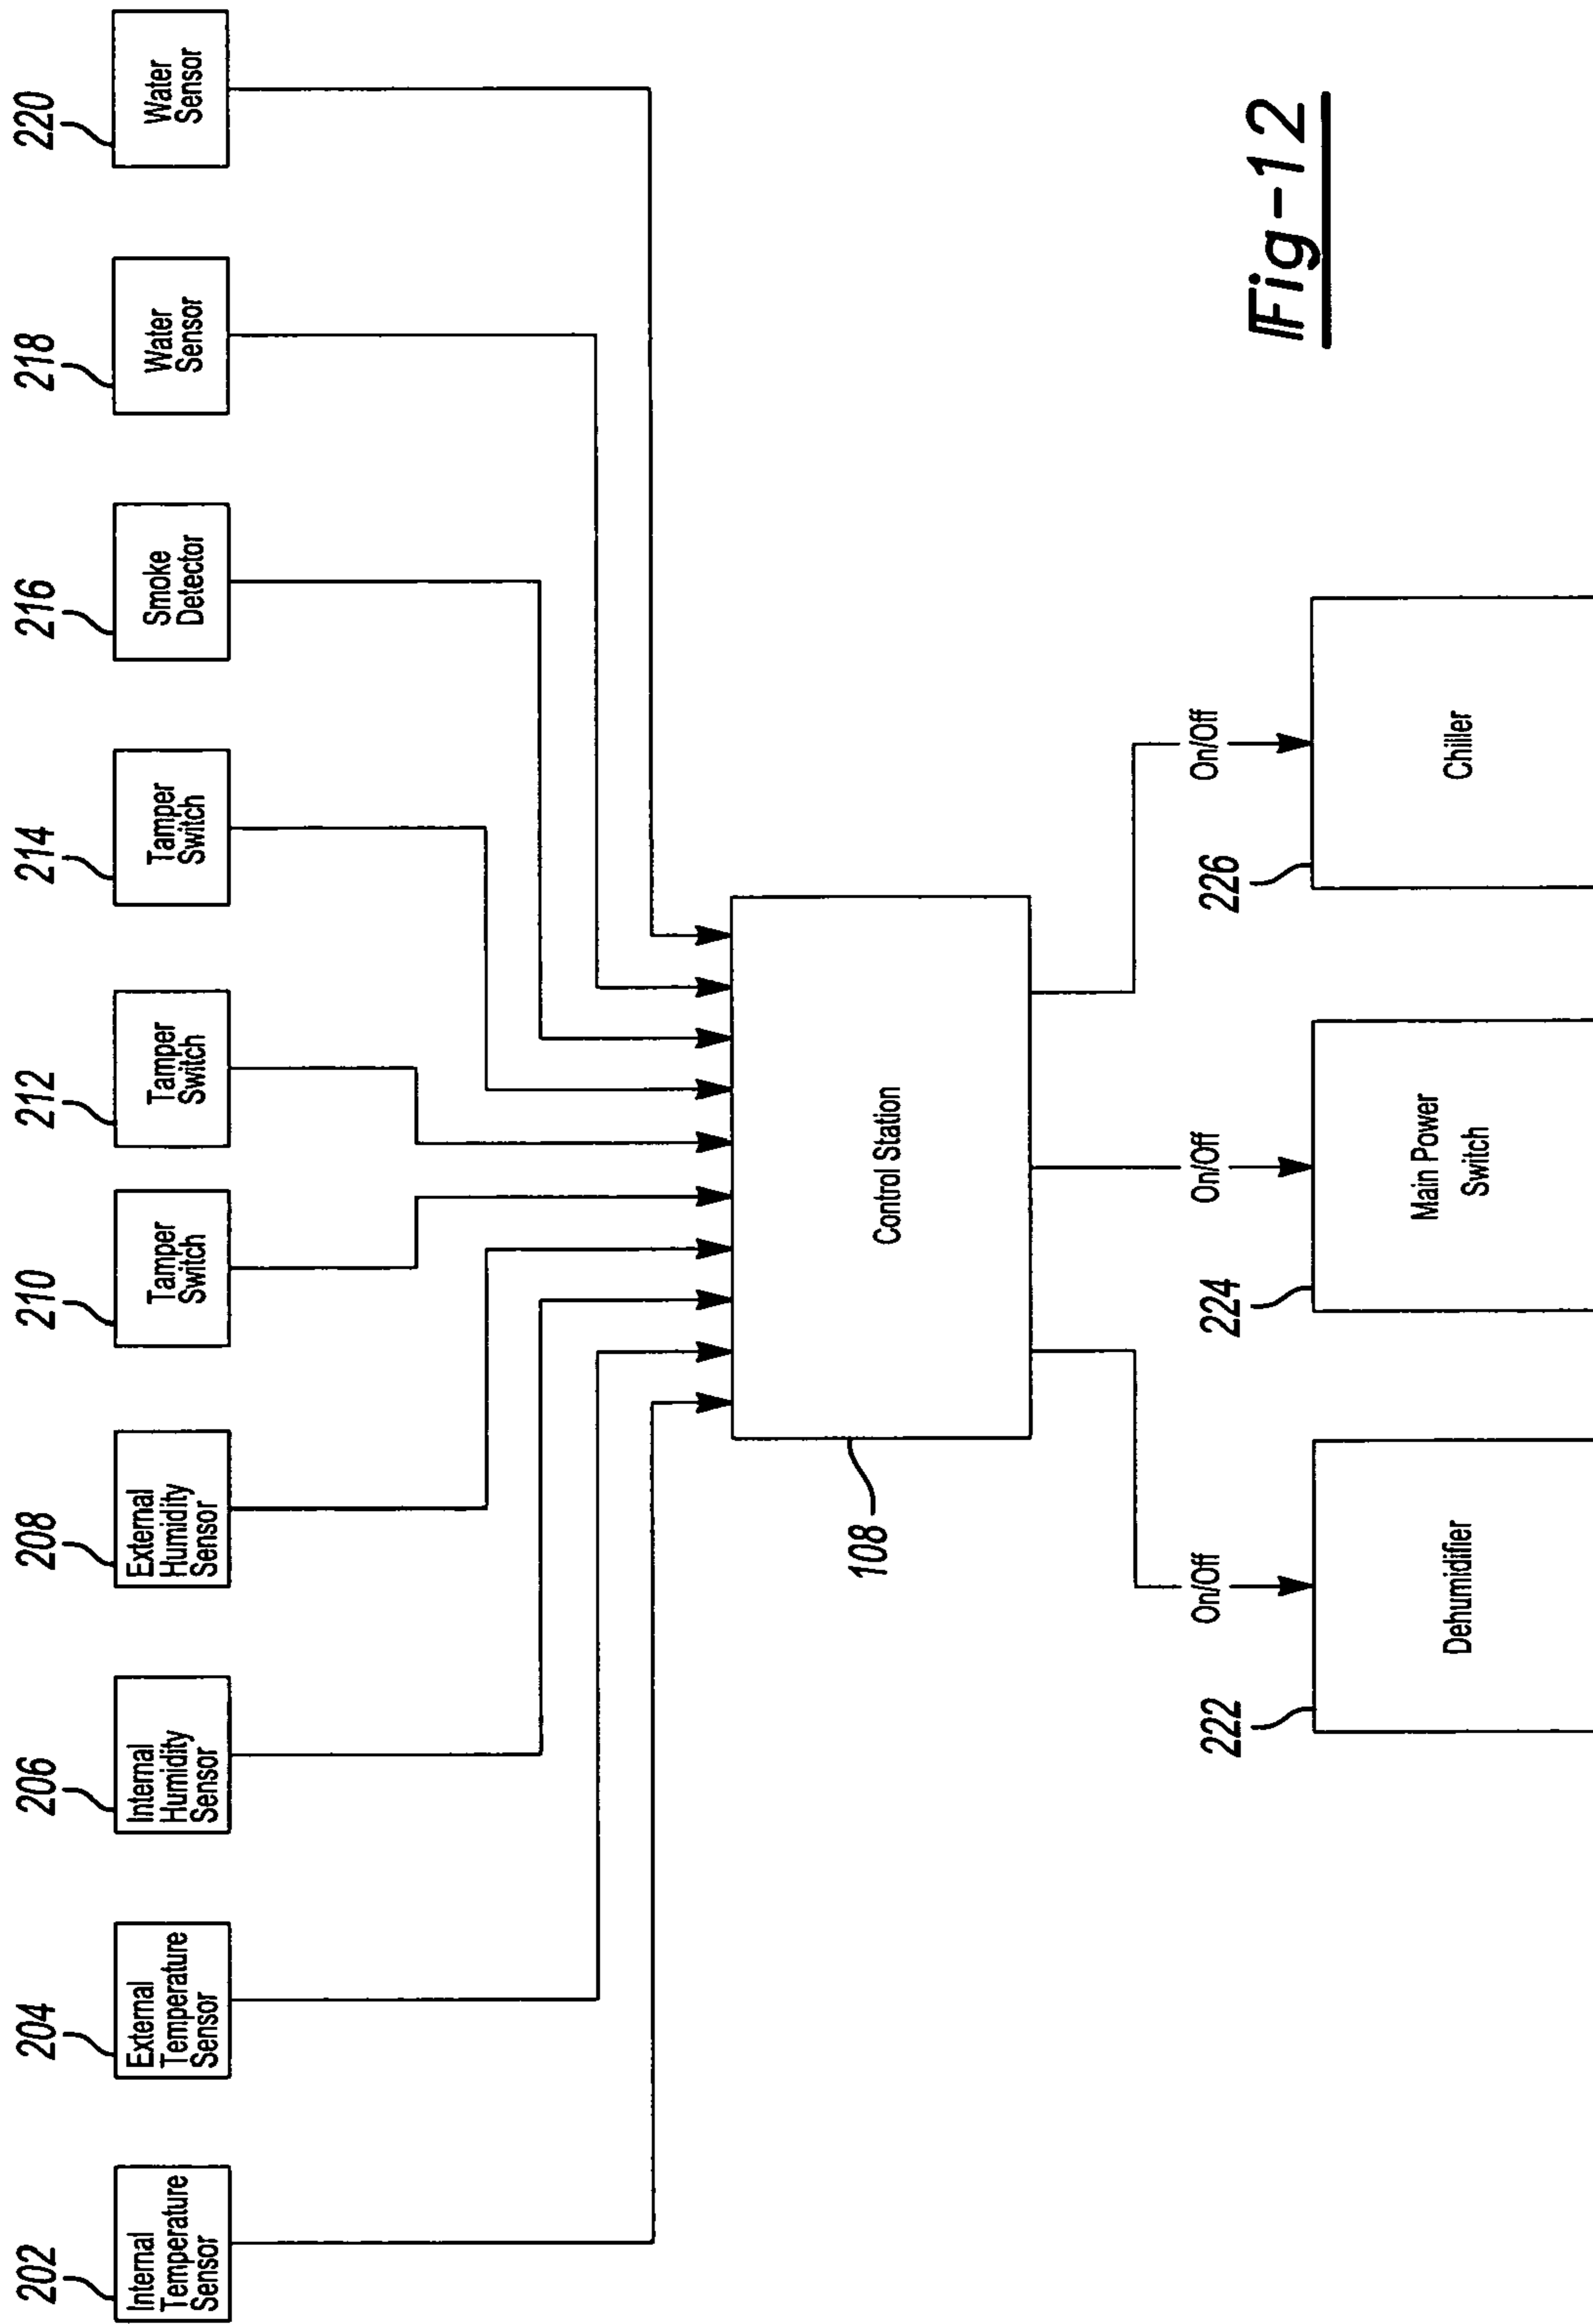 202
204
206
208
210
212
214
216
218
220
Internal
Temperature
Sensor
External
Temperature
Sensor
Internal
Humidity
Sensor
External
Humidity
Sensor
Tamper
Switch
Tamper
Switch
Tamper
Switch
Smoke
Detector
Water
Sensor
Water
Sensor
Control Station
108
On/Off
On/Off
On/Off
222
224
226
Dehumidifier
Main Power
Switch
Chiller
Fig-12